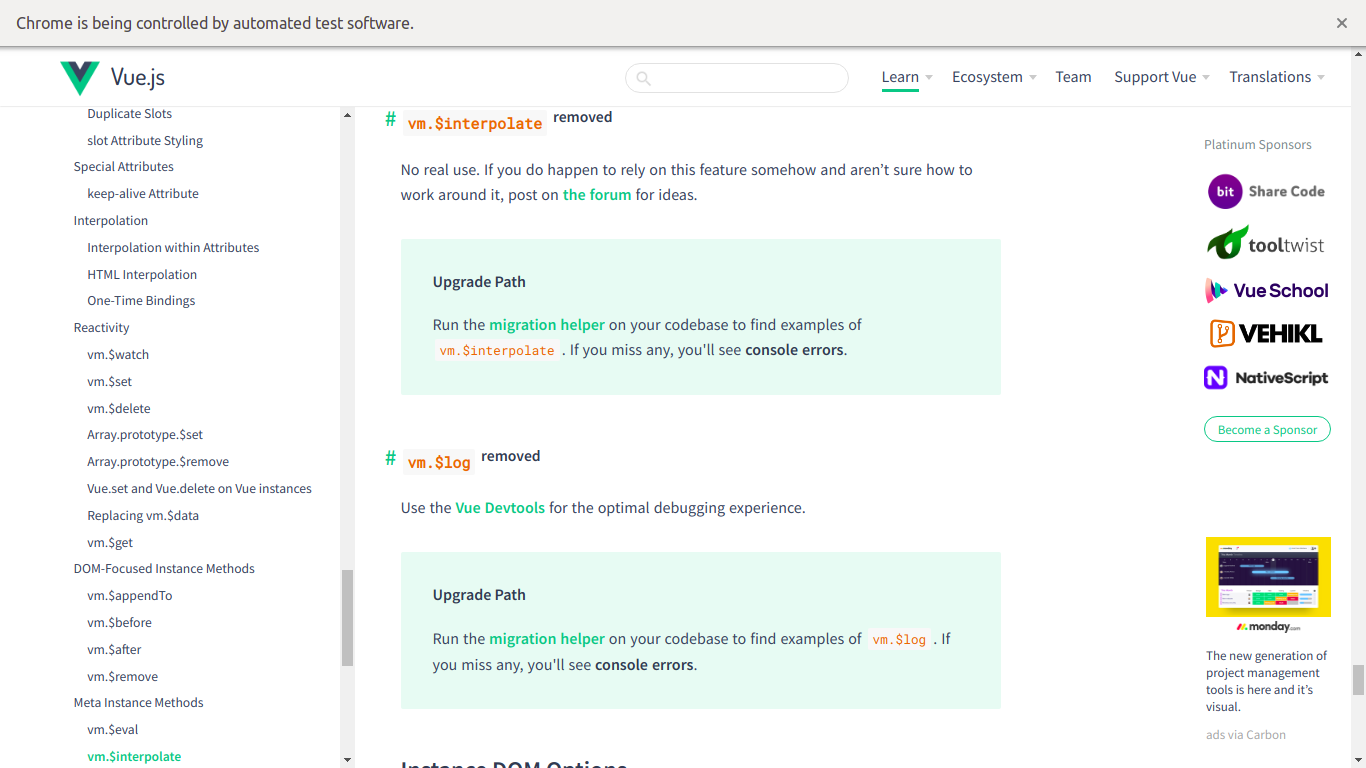 Chrome is being controlled by automated test software.
Vue.js
Learn
Ecosystem
Team
Support Vue
Translations
Duplicate Slots
slot Attribute Styling
Special Attributes
keep-alive Attribute
Interpolation
Interpolation within Attributes
HTML Interpolation
One-Time Bindings
Reactivity
vm.$watch
vm.$set
vm.$delete
Array.prototype.$set
Array.prototype.$remove
Vue.set and Vue.delete on Vue instances
Replacing vm.$data
vm.$get
DOM-Focused Instance Methods
vm.$appendTo
vm.$before
vm.$after
vm.$remove
Meta Instance Methods
vm.$eval
vm.$interpolate
# vm.$interpolate removed
No real use. If you do happen to rely on this feature somehow and aren’t sure how to
work around it, post on the forum for ideas.
Upgrade Path
Run the migration helper on your codebase to find examples of
vm.$interpolate . If you miss any, you'll see console errors.
# vm.$log removed
Use the Vue Devtools for the optimal debugging experience.
Upgrade Path
Run the migration helper on your codebase to find examples of vm.$log . If
you miss any, you'll see console errors.
Instance DOM Options
Platinum Sponsors
bit Share Code
tooltwist
Vue School
VEHIKL
NativeScript
Become a Sponsor
monday.com
The new generation of
project management
tools is here and it’s
visual.
ads via Carbon